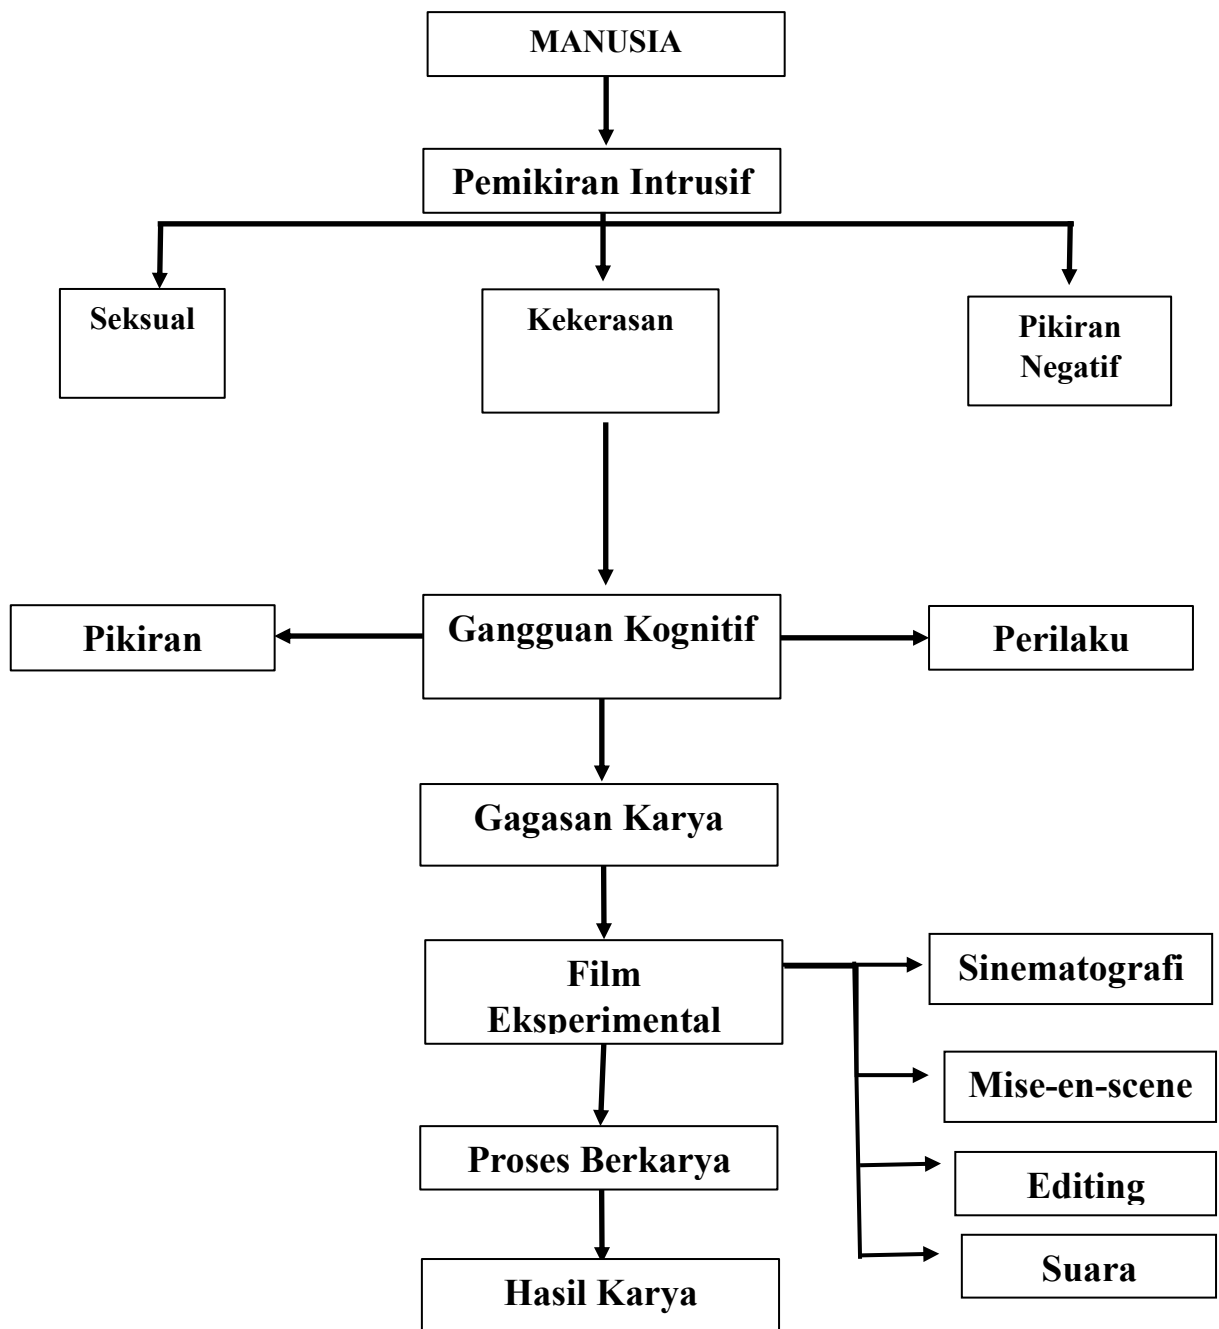 MANUSIA
Pemikiran Intrusif
Seksual
Kekerasan
Pikiran
Negatif
Pikiran
Gangguan Kognitif
Perilaku
Gagasan Karya
Film
Eksperimental
Sinematografi
Mise-en-scene
Proses Berkarya
Editing
Suara
Hasil Karya